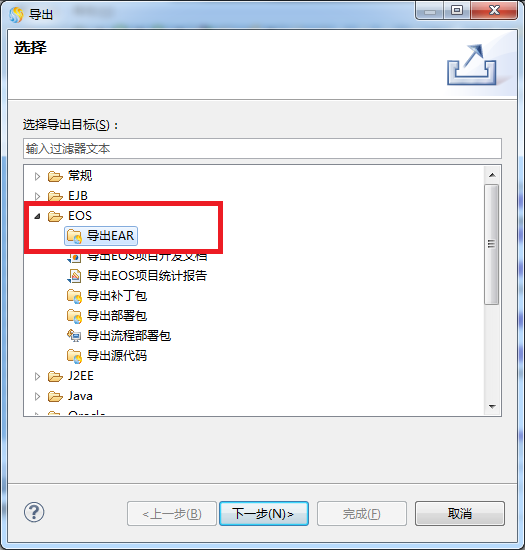 导出
选择
选择导出目标(S)：
输入过滤器文本
常规
EJB
EOS
导出EAR
导出EOS项目开发文档
导出EOS项目统计报告
导出补丁包
导出部署包
导出流程部署包
导出源代码
J2EE
Java
Oracle
<上一步(B)
下一步(N)>
完成(F)
取消